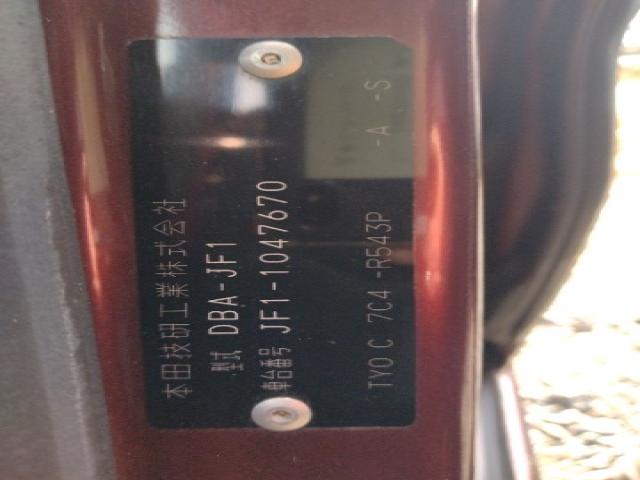 本田技研工業株式会社
型式 DBA-JF1
車台番号 JF1-1047670
TY0 C 7C4 -R543P -A -S